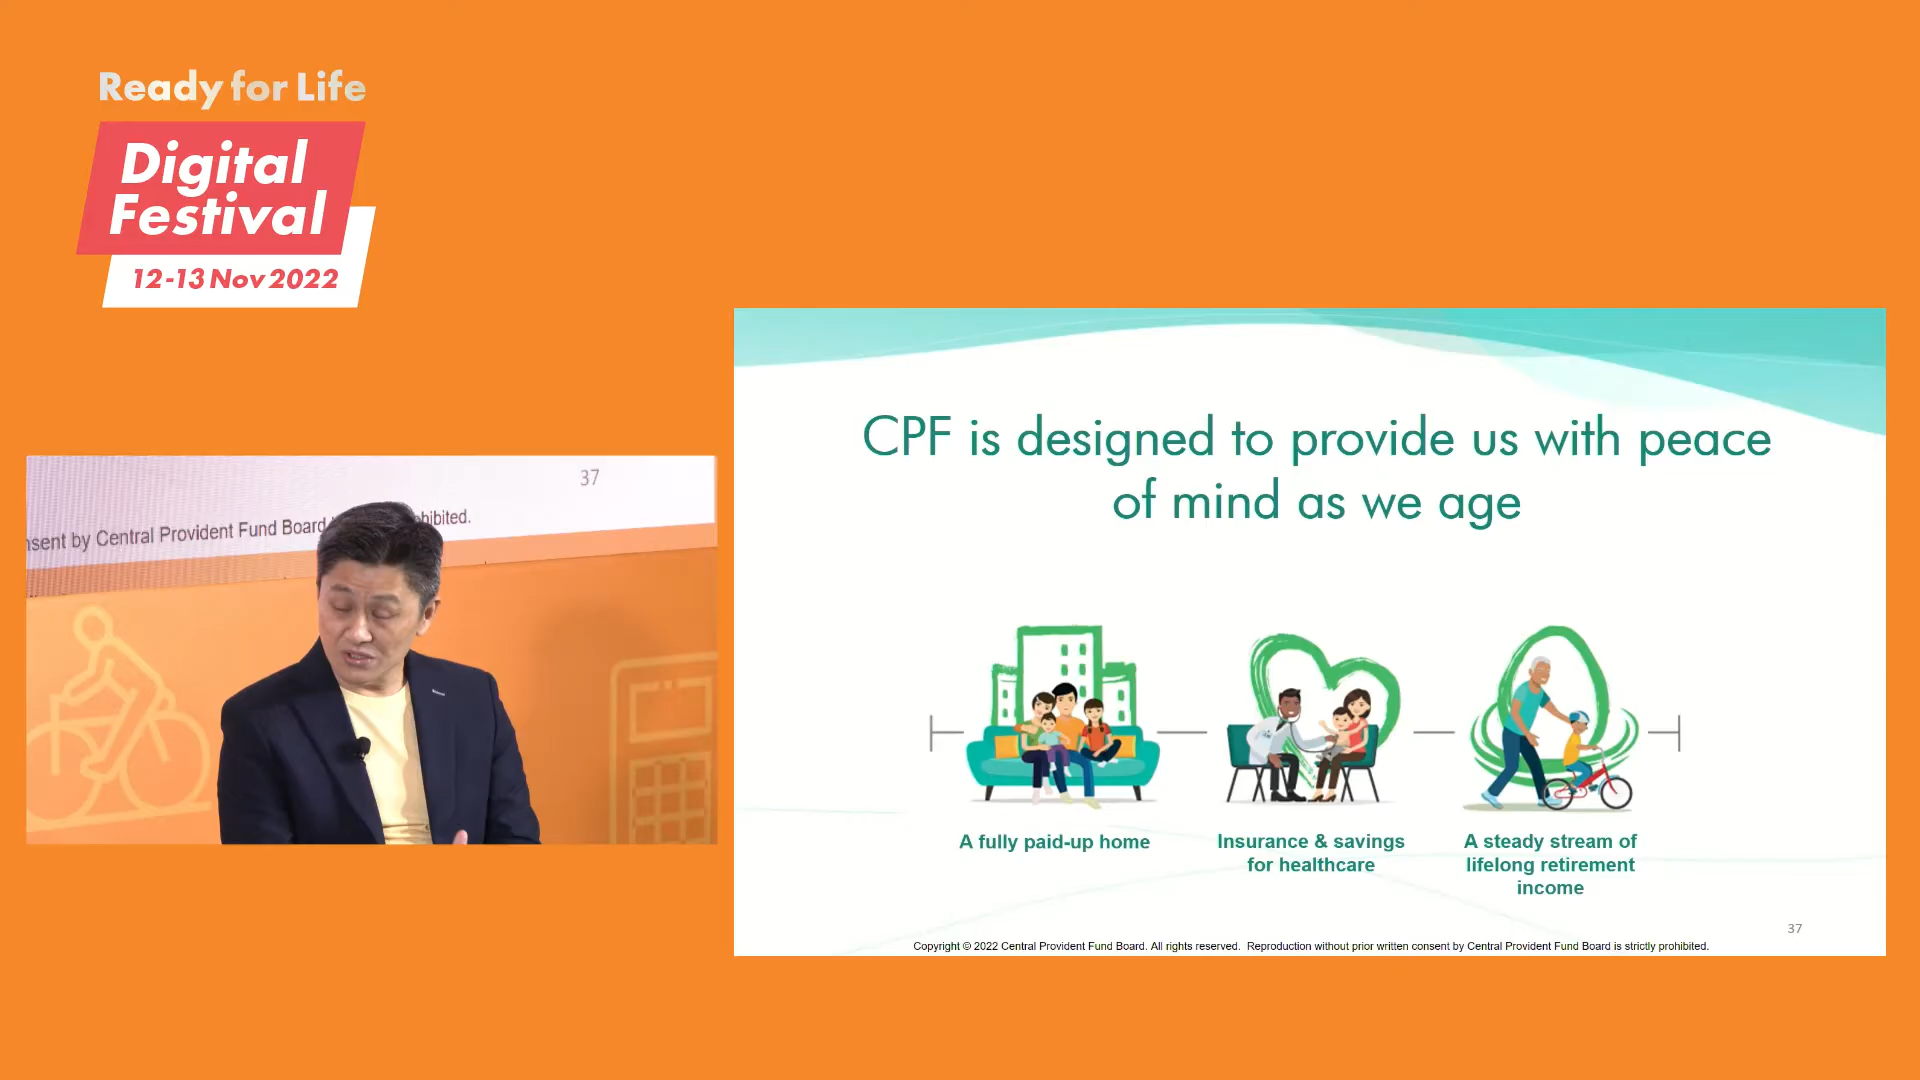 Ready for Life
Digital
Festival
12-13 Nov 2022
37
nsent by Central Provident Fund Board
hibited.
CPF is designed to provide us with peace
of mind as we age
A fully paid-up home
Insurance & savings
for healthcare
A steady stream of
lifelong retirement
income
37
Copyright © 2022 Central Provident Fund Board. All rights reserved. Reproduction without prior written consent by Central Provident Fund Board is strictly prohibited.